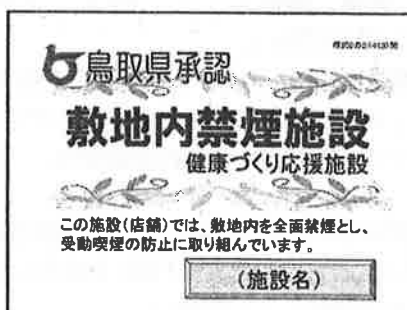 鳥取県承認
敷地内禁煙施設
健康づくり応援施設
この施設(店舗)では、敷地内を全面禁煙とし、
受動喫煙の防止に取り組んでいます。
(施設名)